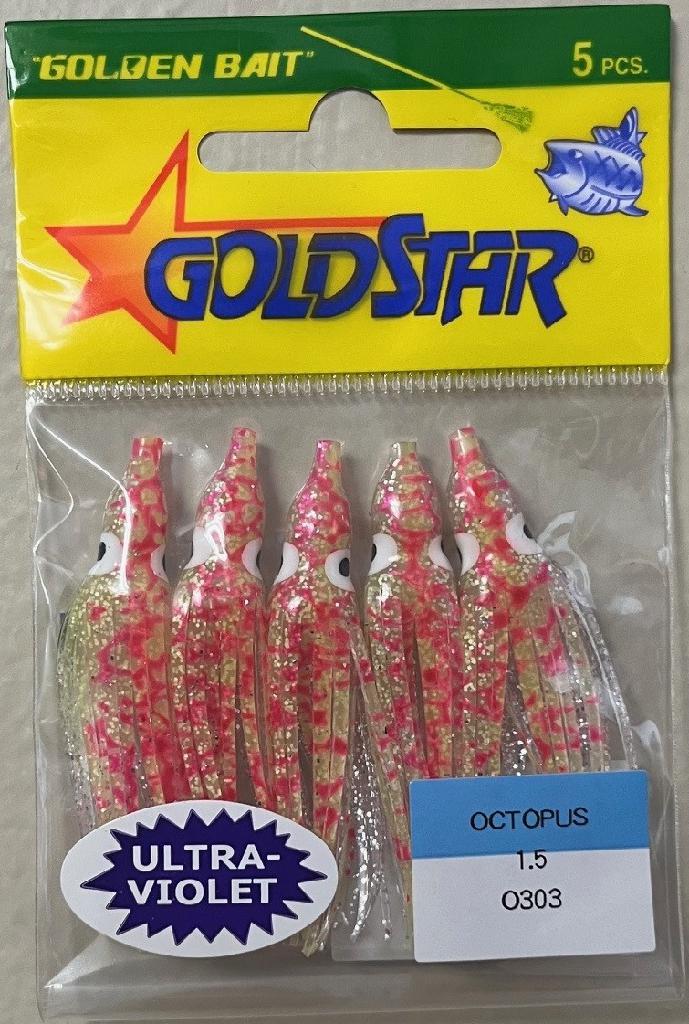 "GOLDEN BAIT"
5 PCS.
GOLDSTAR®
ULTRA-
VIOLET
OCTOPUS
1.5
O303